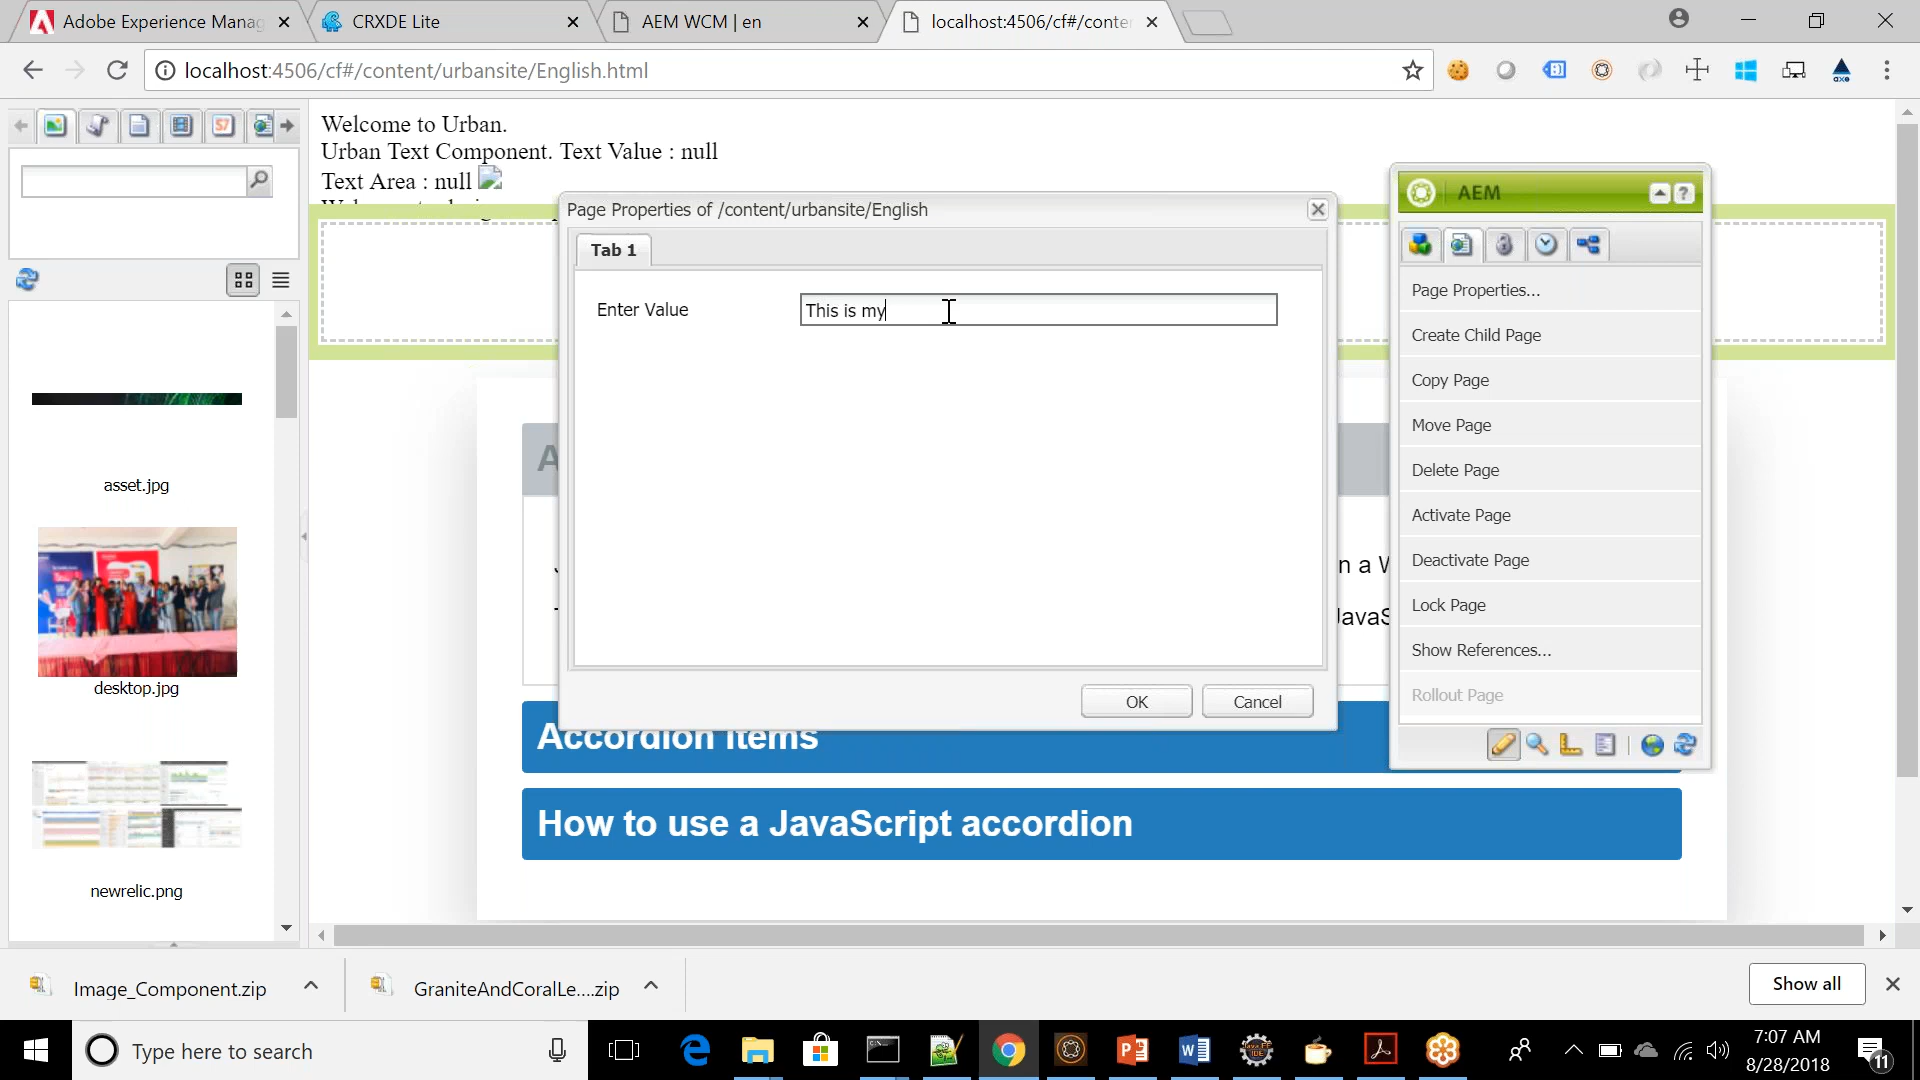 Adobe Experience Manag
CRXDE Lite
AEM WCM | en
localhost:4506/cf#/conte
localhost:4506/cf#/content/urbansite/English.html
S7
Welcome to Urban.
Urban Text Component. Text Value : null
Text Area : null
Page Properties of /content/urbansite/English
Tab 1
Enter Value
This is my
OK
Cancel
AEM
?
Page Properties...
Create Child Page
Copy Page
Move Page
Delete Page
Activate Page
Deactivate Page
Lock Page
Show References...
Rollout Page
asset.jpg
desktop.jpg
newrelic.png
A
n a W
JavaS
Accordion items
How to use a JavaScript accordion
Image_Component.zip
GraniteAndCoralLe....zip
Show all
Type here to search
7:07 AM
8/28/2018
11